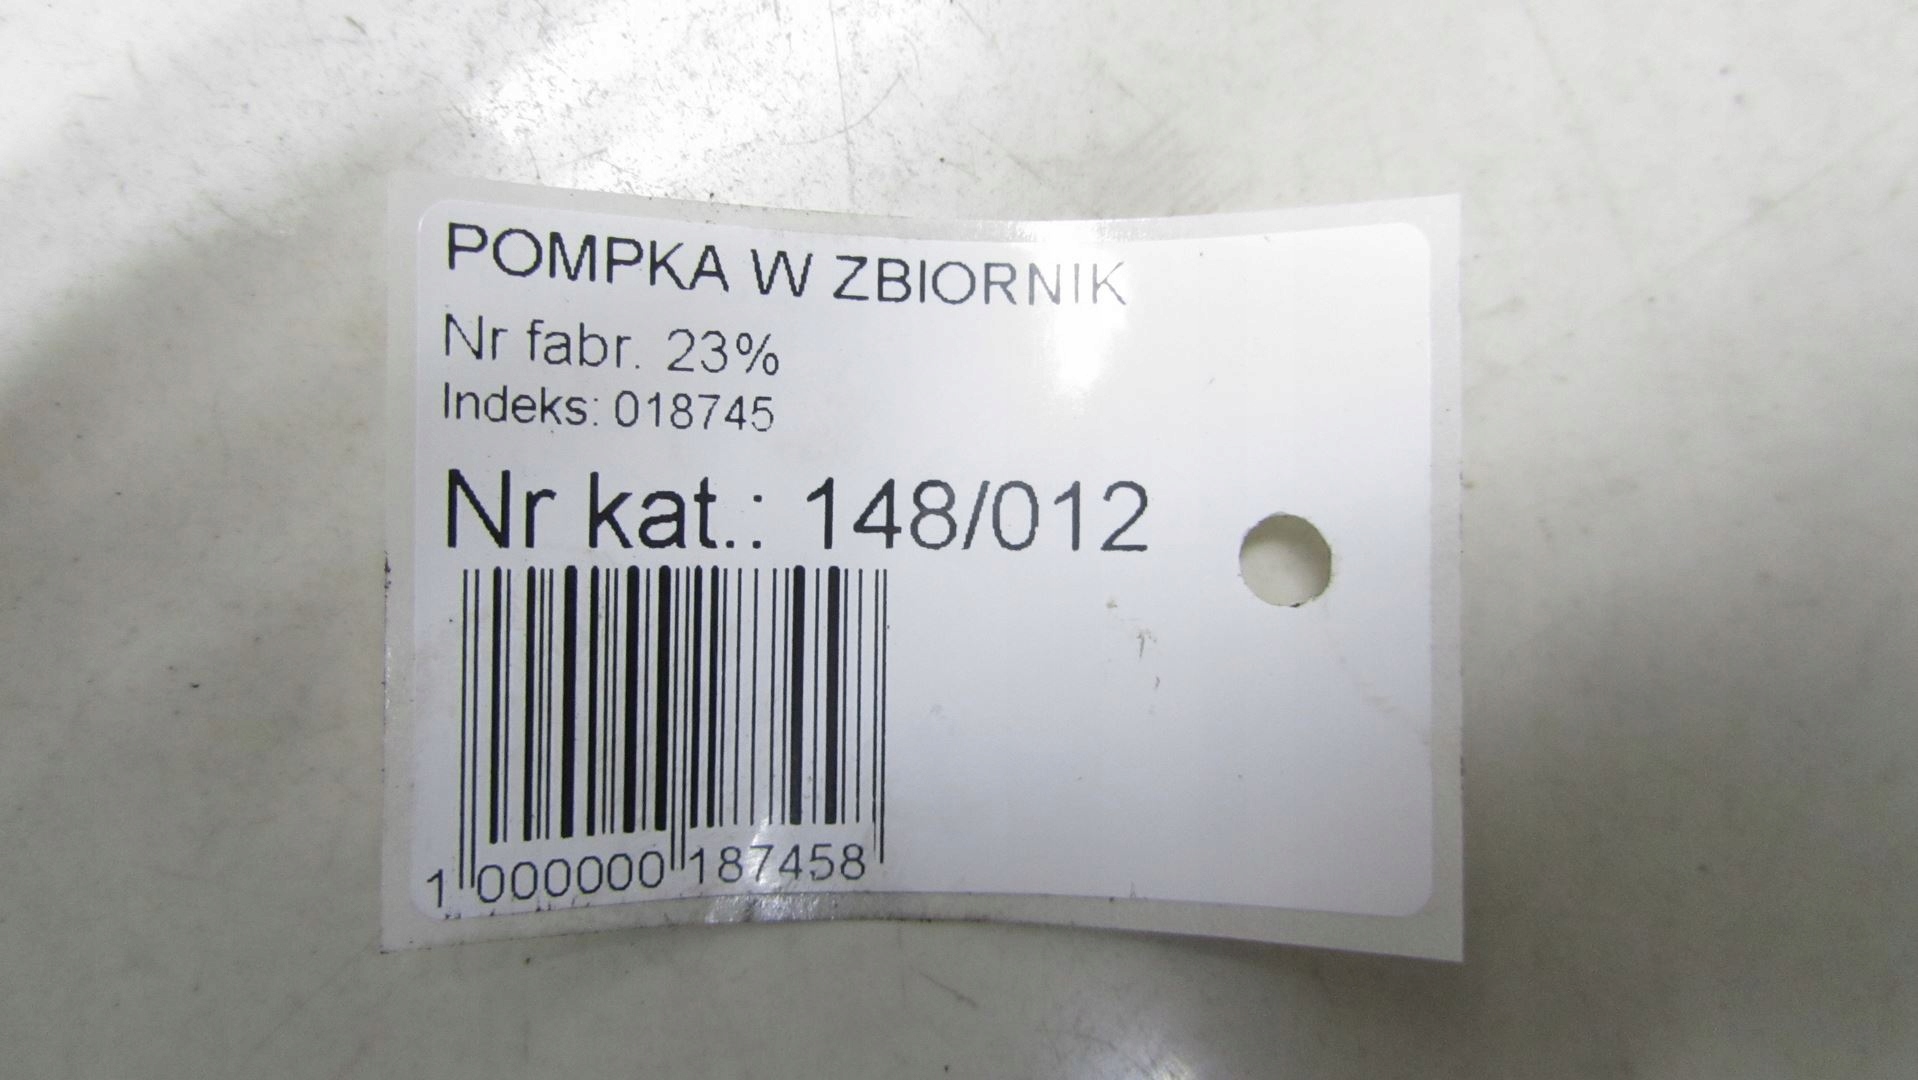 POMPKA W ZBIORNIK
Nr fabr. 23%
Indeks: 018745
Nr kat.: 148/012
1 000000 187458